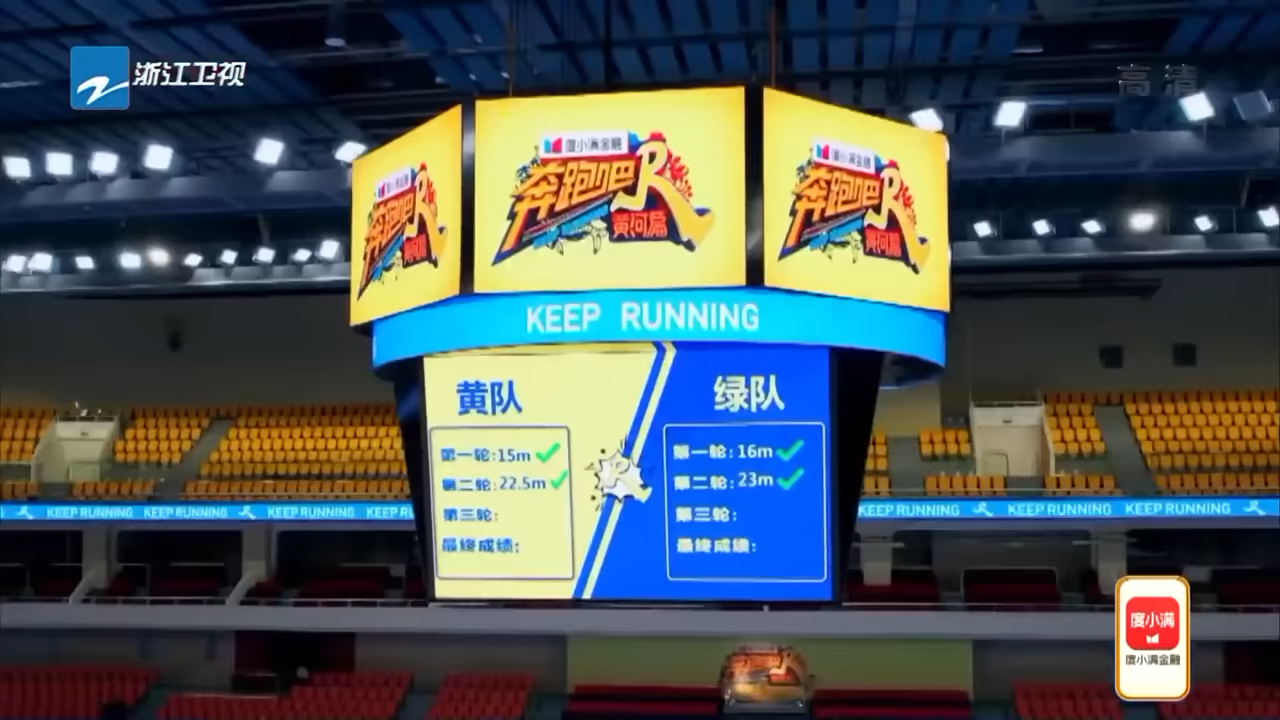 浙江卫视
高清
度小满金融
奔跑吧
R
黄河篇
度小满金融
奔跑吧
R
黄河篇
度小满金融
奔跑吧
R
黄河篇
KEEP RUNNING
黄队
第一轮:15m
第二轮:22.5m
第三轮:
最终成绩:
绿队
第一轮:16m
第二轮:23m
第三轮:
最终成绩:
KEEP RUNNING
KEEP RUNNING
KEEP RUNNING
KEEP R
KEEP RUNNING
KEEP RUNNING
KEEP RUNNING
度小满
度小满金融